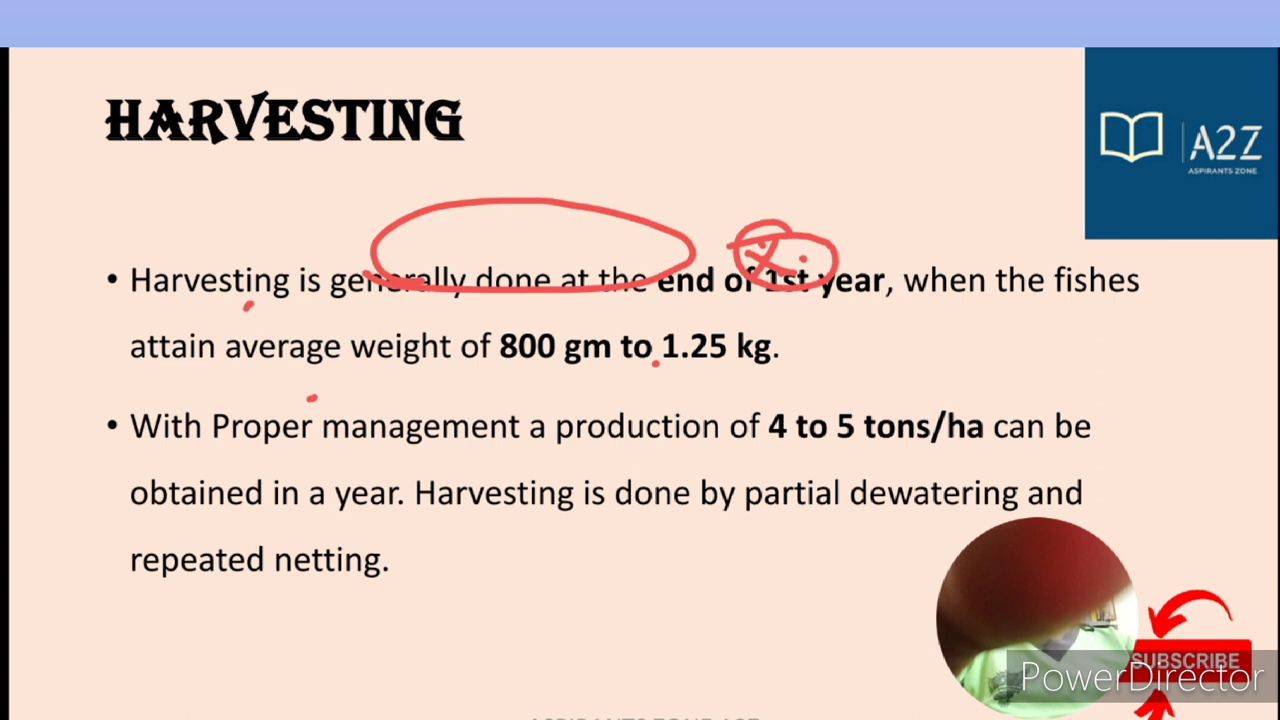 HARVESTING
A2Z
ASPIRANTS ZONE
• Harvesting is generally done at the end of 1st year, when the fishes
attain average weight of 800 gm to 1.25 kg.
• With Proper management a production of 4 to 5 tons/ha can be
obtained in a year. Harvesting is done by partial dewatering and
repeated netting.
SUBSCRIBE
PowerDirector